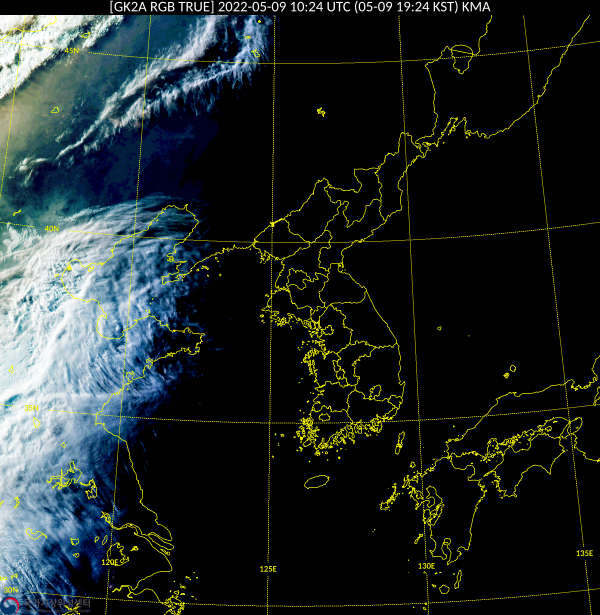 [GK2A RGB TRUE] 2022-05-09 10:24 UTC (05-09 19:24 KST) KMA
45N
40N
35N
120E
125E
130E
135E
30N